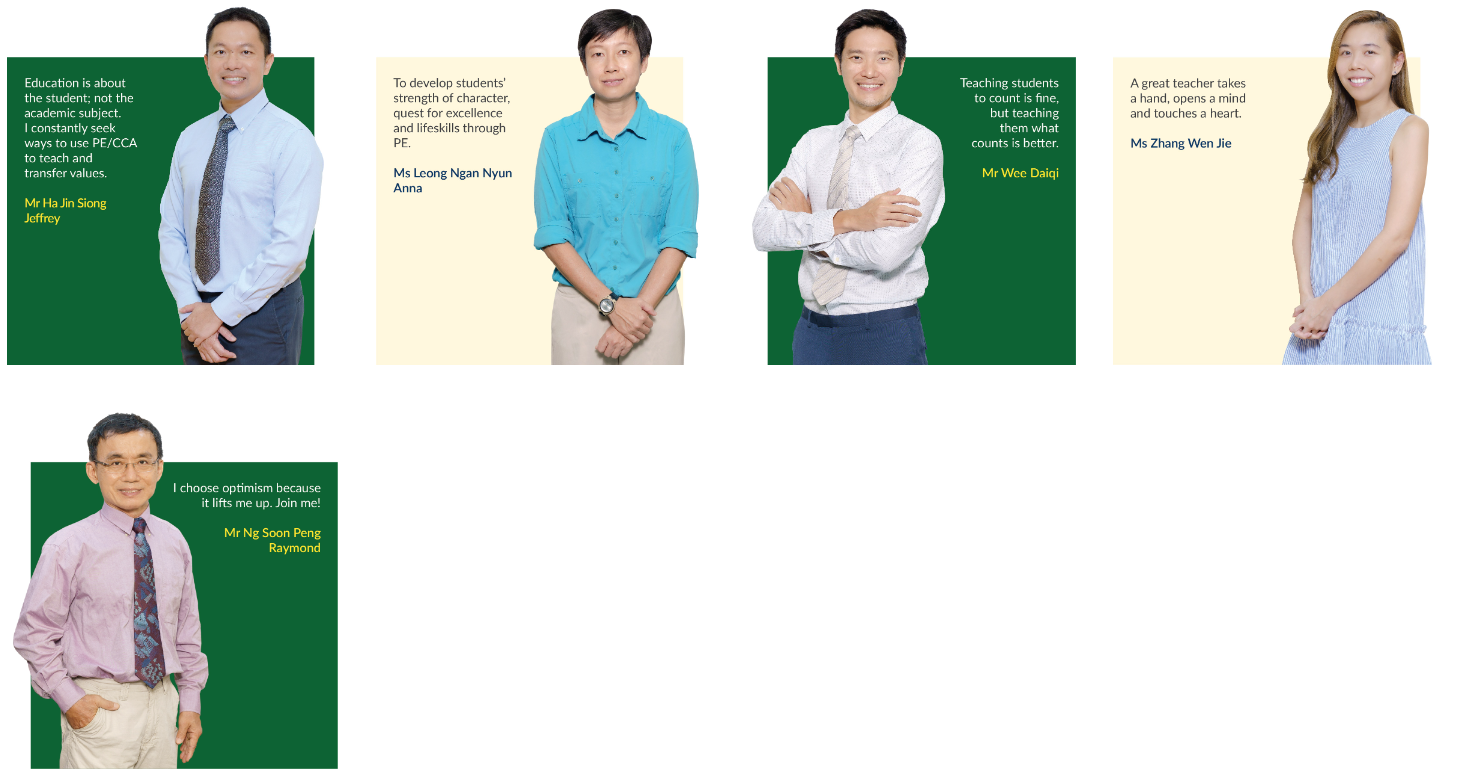 Education is about
the student; not the
academic subject.
I constantly seek
ways to use PE/CCA
to teach and
transfer values.
Mr Ha Jin Siong
Jeffrey
To develop students'
strength of character,
quest for excellence
and lifeskills through
PE.
Ms Leong Ngan Nyun
Anna
Teaching students
to count is fine,
but teaching
them what
counts is better.
Mr Wee Daiqi
A great teacher takes
a hand, opens a mind
and touches a heart.
Ms Zhang Wen Jie
I choose optimism because
it lifts me up. Join me!
Mr Ng Soon Peng
Raymond